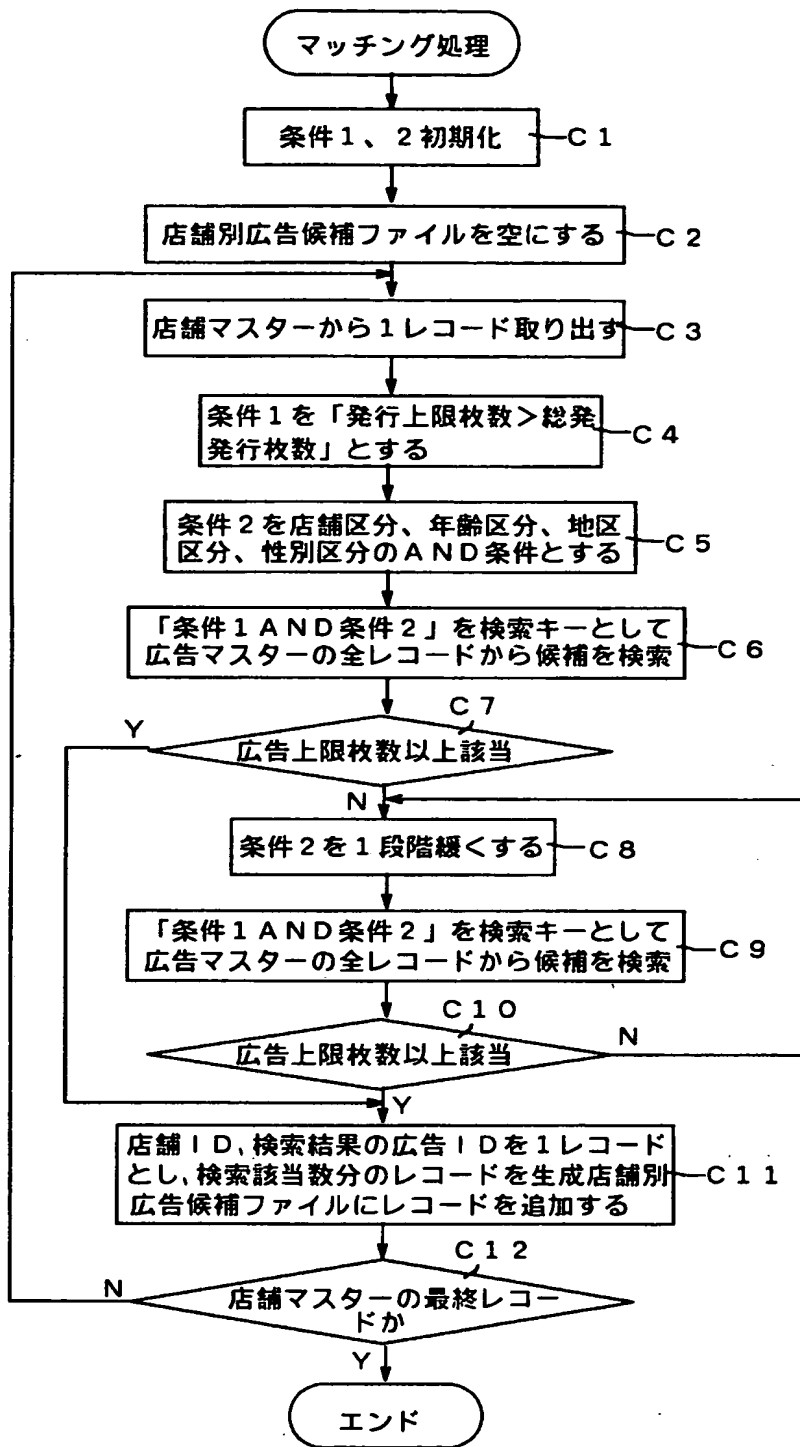 マッチング処理
条件1、2初期化
C1
店舗別広告候補ファイルを空にする
C2
店舗マスターから1レコード取り出す
C3
条件1を「発行上限枚数>総発
発行枚数」とする
C4
条件2を店舗区分、年齢区分、地区
区分、性別区分のAND条件とする
C5
「条件1AND条件2」を検索キーとして
広告マスターの全レコードから候補を検索
C6
C7
Y
広告上限枚数以上該当
N
条件2を1段階緩くする
C8
「条件1AND条件2」を検索キーとして
広告マスターの全レコードから候補を検索
C9
C10
広告上限枚数以上該当
N
Y
店舗ID,検索結果の広告IDを1レコード
とし,検索該当数分のレコードを生成店舗別
広告候補ファイルにレコードを追加する
C11
C12
N
店舗マスターの最終レコー
ドか
Y
エンド